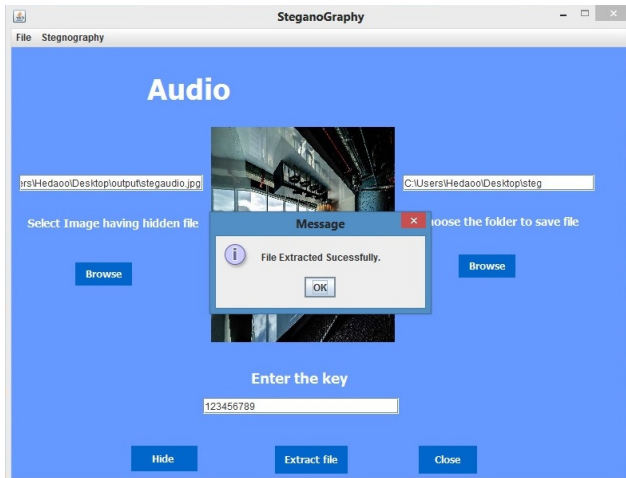 SteganoGraphy
File Stegnography
Audio
ers\Hedaoo\Desktop\output\stegaudio.jpg
C:\Users\Hedaoo\Desktop\steg
Select Image having hidden file
Message
oose the folder to save file
File Extracted Sucessfully.
Browse
Browse
OK
Enter the key
123456789
Hide
Extract file
Close